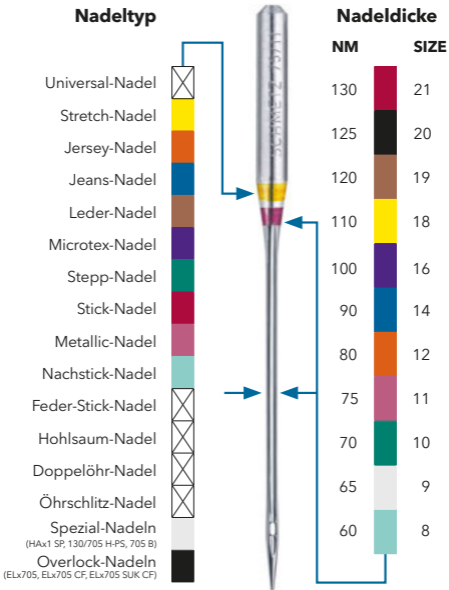 Nadeltyp
Universal-Nadel
Stretch-Nadel
Jersey-Nadel
Jeans-Nadel
Leder-Nadel
Microtex-Nadel
Stepp-Nadel
Stick-Nadel
Metallic-Nadel
Nachstick-Nadel
Feder-Stick-Nadel
Hohlsaum-Nadel
Doppelöhr-Nadel
Öhrschlitz-Nadel
Spezial-Nadeln
(HAx1 SP, 130/705 H-PS, 705 B)
Overlock-Nadeln
(ELx705, ELx705 CF, ELx705 SUK CF)
SCHMETZ 75/11
Nadeldicke
NM SIZE
130 21
125 20
120 19
110 18
100 16
90 14
80 12
75 11
70 10
65 9
60 8